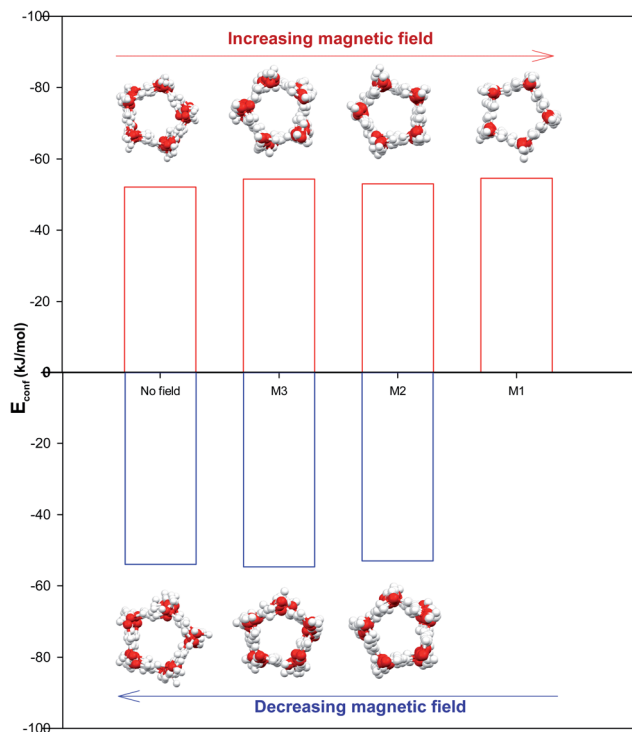 -100
Increasing magnetic field
-80
-60
-40
-20
0
E_conf (kJ/mol)
No field
M3
M2
M1
-20
-40
-60
-80
Decreasing magnetic field
-100